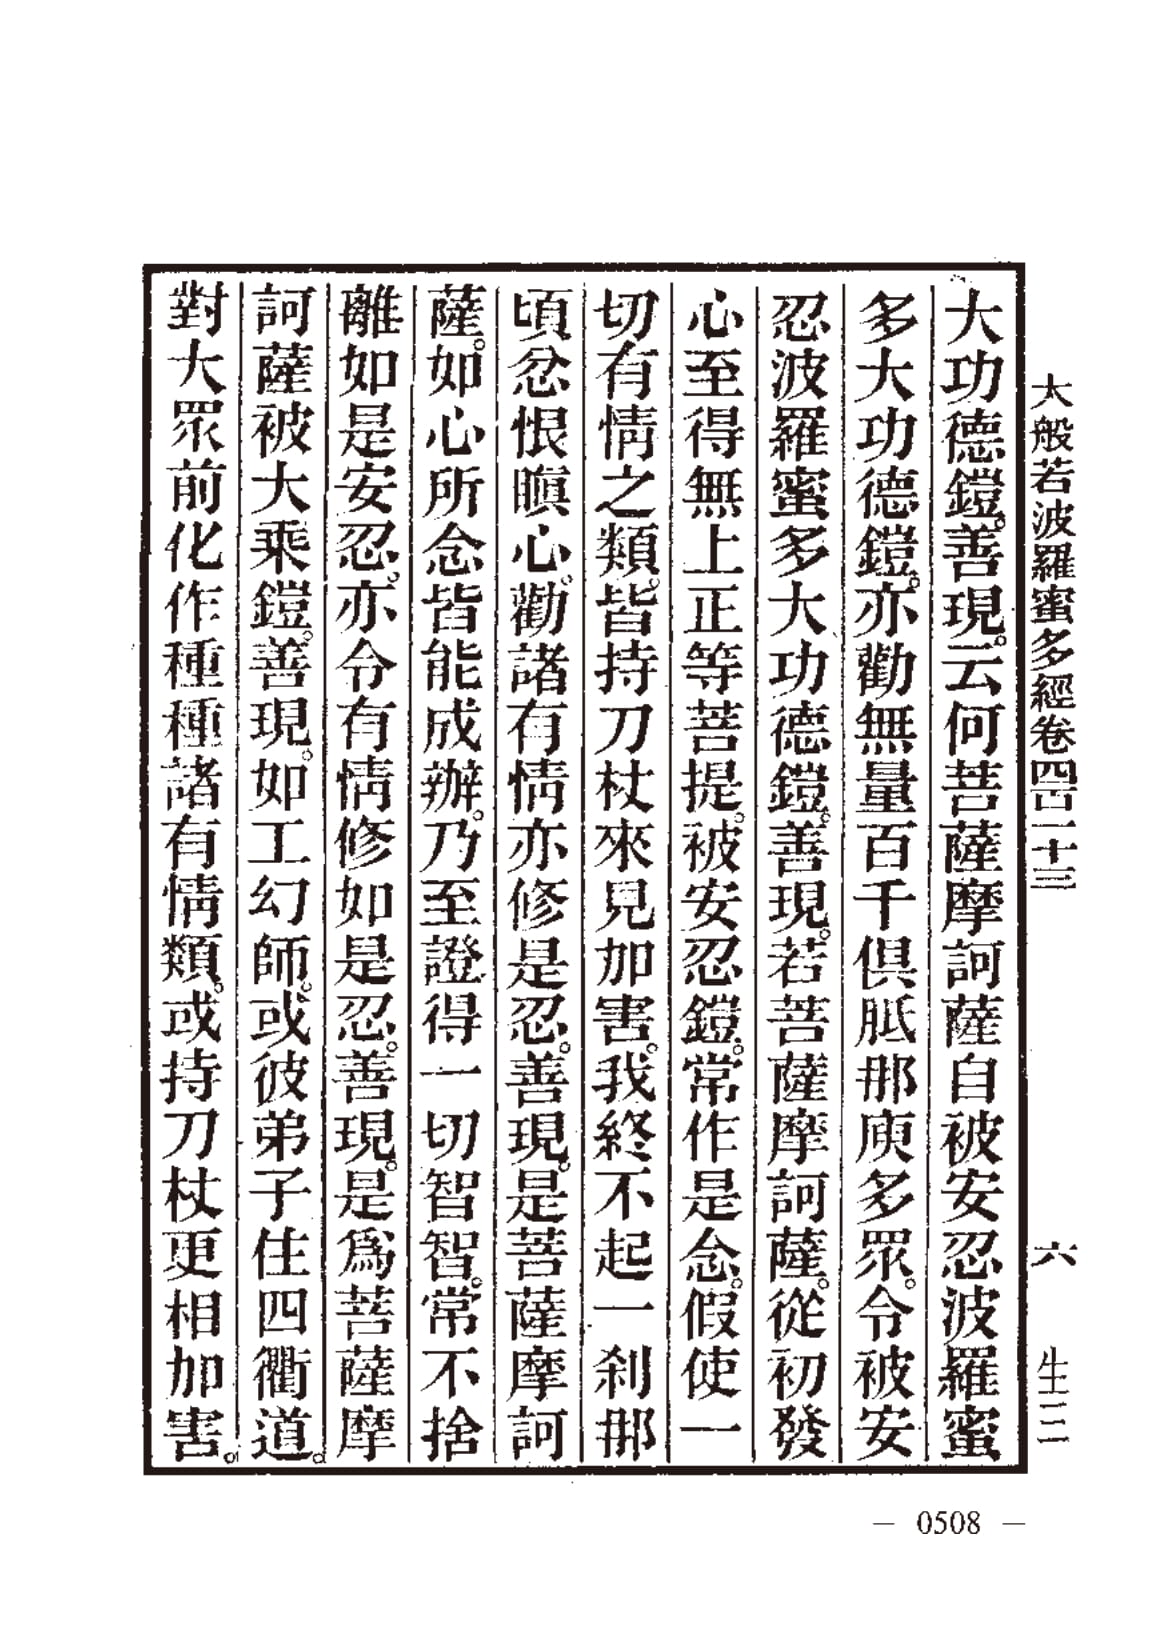 大般若波羅蜜多經卷四百一十三 六 生三
大功德鎧。善現。云何菩薩摩訶薩自被安忍波羅蜜
多大功德鎧。亦勸無量百千俱胝那庾多眾。令被安
忍波羅蜜多大功德鎧。善現。若菩薩摩訶薩。從初發
心至得無上正等菩提。被安忍鎧。常作是念。假使一
切有情之類。皆持刀杖來見加害。我終不起一剎那
頃忿恨瞋心。勸諸有情亦修是忍。善現。是菩薩摩訶
薩。如心所念皆能成辦。乃至證得一切智智。常不捨
離如是安忍。亦令有情修如是忍。善現。是為菩薩摩
訶薩被大乘鎧。善現。如工幻師。或彼弟子住四衢道。
對大眾前化作種種諸有情類。或持刀杖更相加害。
— 0508 —